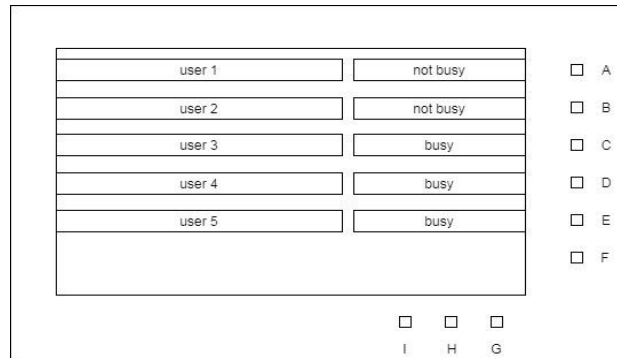 user 1 not busy A
user 2 not busy B
user 3 busy C
user 4 busy D
user 5 busy E
F
I H G